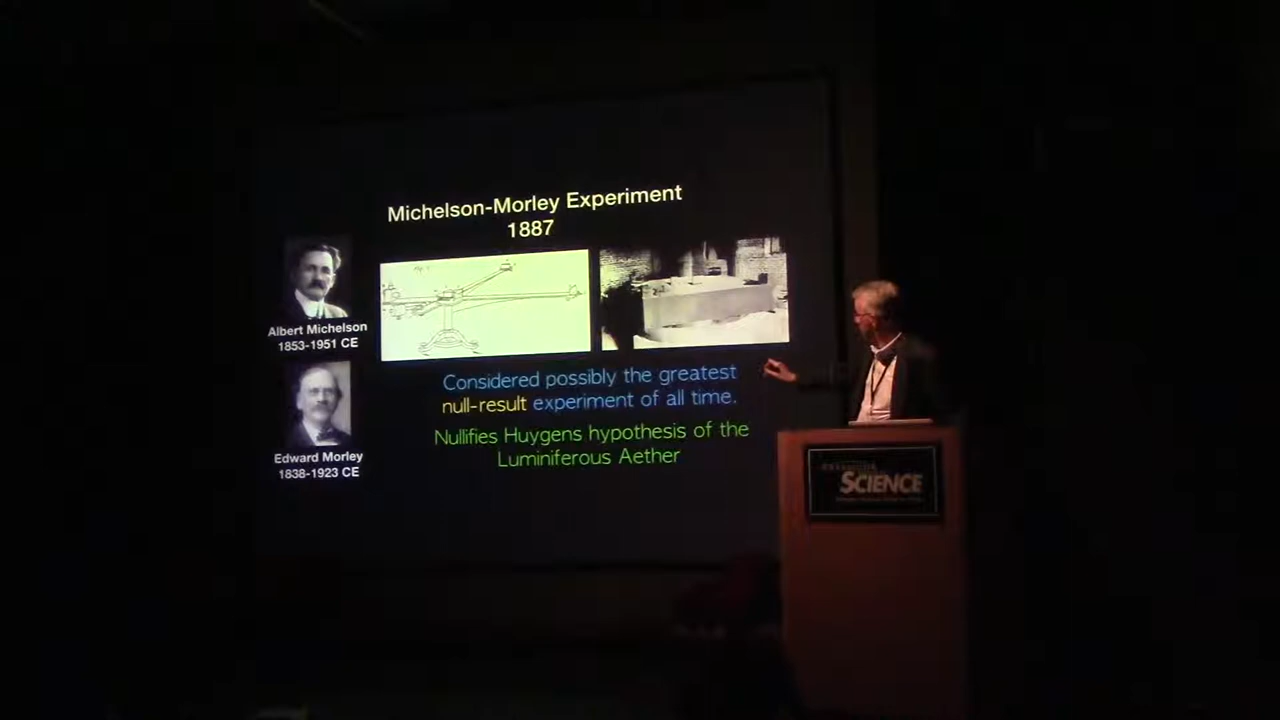 Michelson-Morley Experiment
1887
Albert Michelson
1853-1951 CE
Edward Morley
1838-1923 CE
Considered possibly the greatest
null-result experiment of all time.
Nullifies Huygens hypothesis of the
Luminiferous Aether
SCIENCE